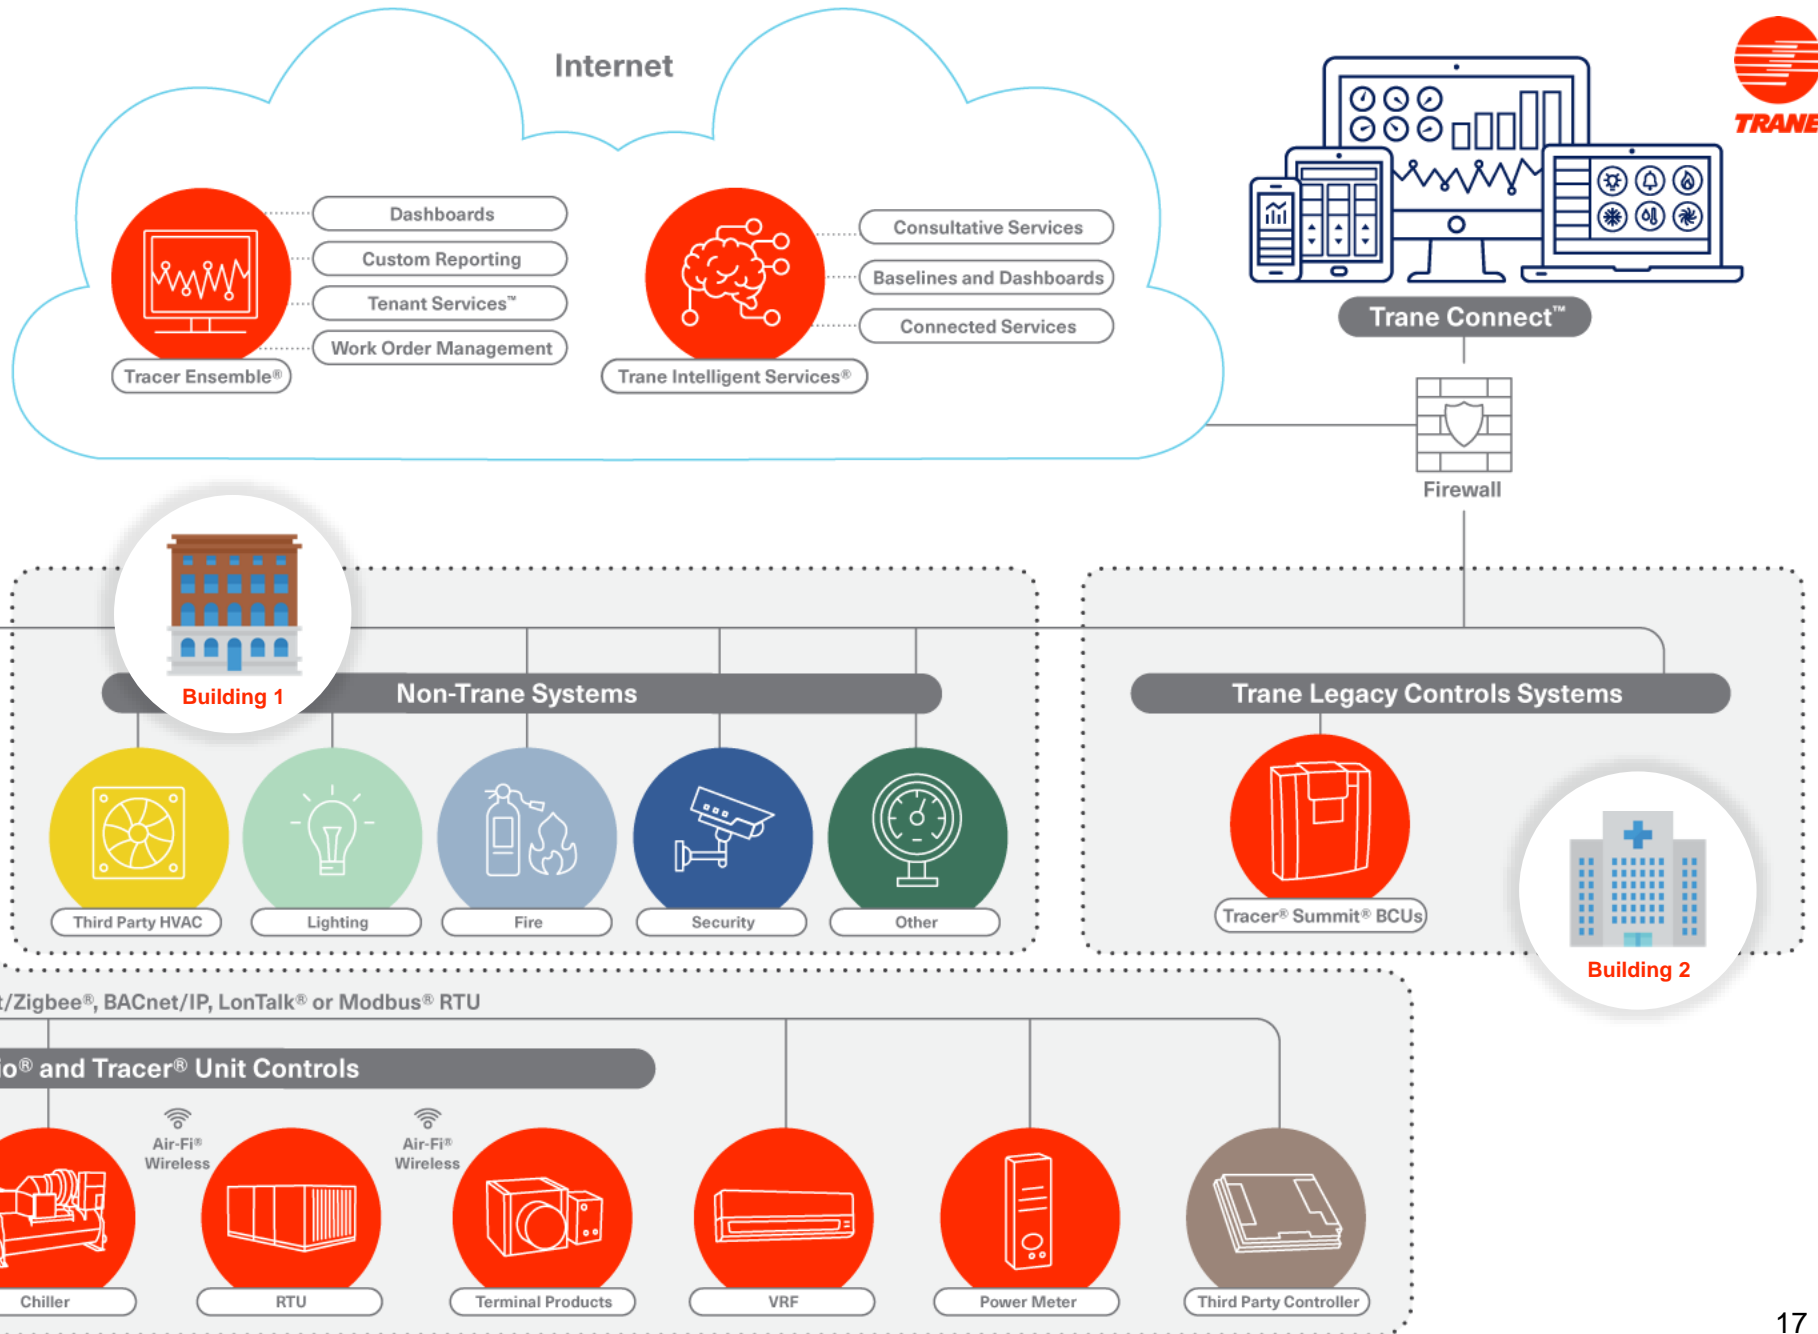 Internet
TRANE
Dashboards
Custom Reporting
Tenant Services™
Work Order Management
Tracer Ensemble®
Consultative Services
Baselines and Dashboards
Connected Services
Trane Intelligent Services®
Trane Connect™
Firewall
Building 1
Non-Trane Systems
Third Party HVAC
Lighting
Fire
Security
Other
Trane Legacy Controls Systems
Tracer® Summit® BCUs
Building 2
t/Zigbee®, BACnet/IP, LonTalk® or Modbus® RTU
io® and Tracer® Unit Controls
Air-Fi®
Wireless
Air-Fi®
Wireless
Chiller
RTU
Terminal Products
VRF
Power Meter
Third Party Controller
17